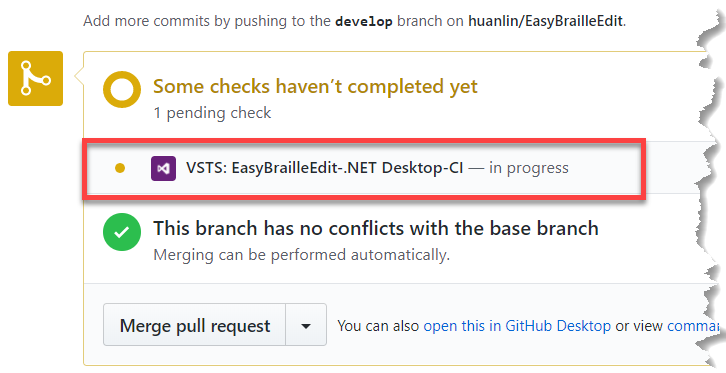 Add more commits by pushing to the develop branch on huanlin/EasyBrailleEdit.
Some checks haven’t completed yet
1 pending check
VSTS: EasyBrailleEdit-.NET Desktop-CI — in progress
This branch has no conflicts with the base branch
Merging can be performed automatically.
Merge pull request
You can also open this in GitHub Desktop or view